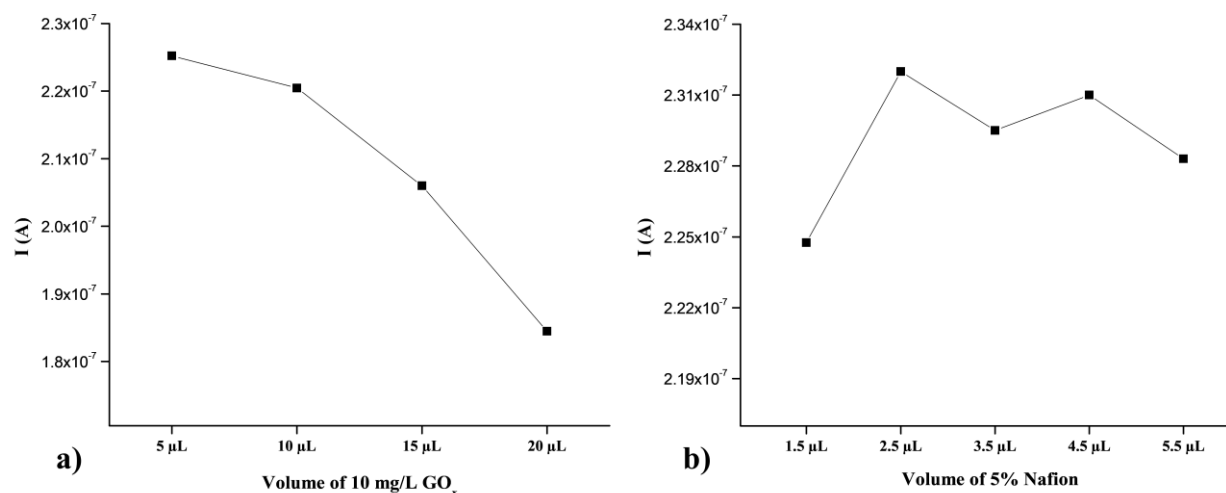 2.3x10⁻⁷
2.2x10⁻⁷
2.1x10⁻⁷
2.0x10⁻⁷
1.9x10⁻⁷
1.8x10⁻⁷
I (A)
5 µL 10 µL 15 µL 20 µL
a)
Volume of 10 mg/L GOₓ
2.34x10⁻⁷
2.31x10⁻⁷
2.28x10⁻⁷
2.25x10⁻⁷
2.22x10⁻⁷
2.19x10⁻⁷
I (A)
1.5 µL 2.5 µL 3.5 µL 4.5 µL 5.5 µL
b)
Volume of 5% Nafion